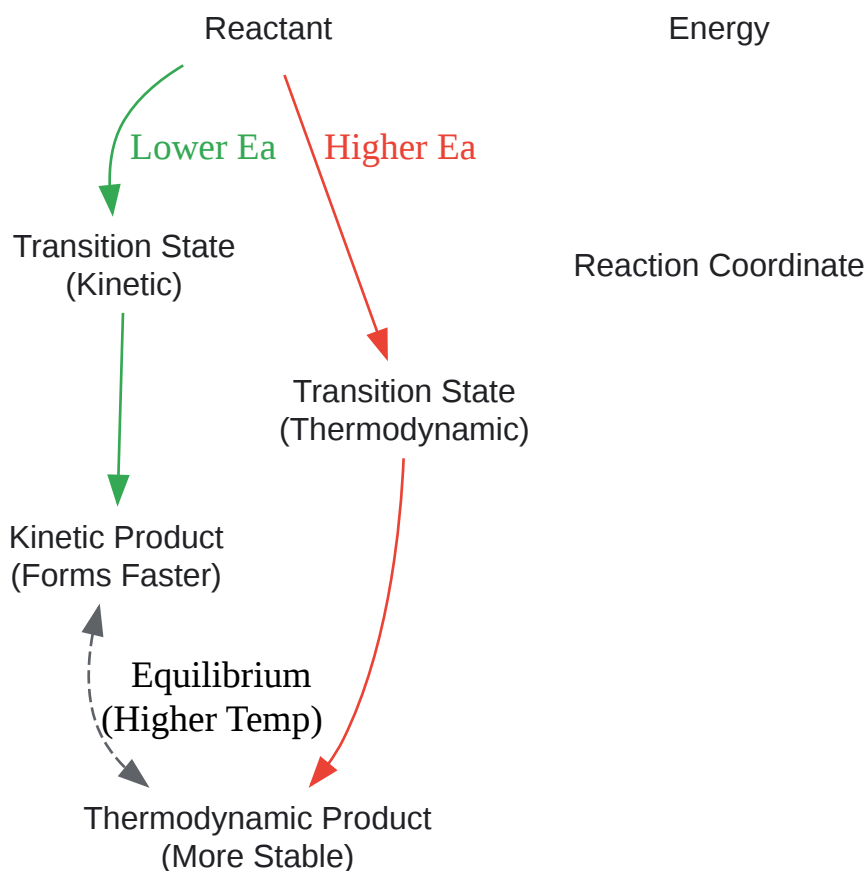 Reactant
Energy
Lower Ea
Higher Ea
Transition State
(Kinetic)
Reaction Coordinate
Transition State
(Thermodynamic)
Kinetic Product
(Forms Faster)
Equilibrium
(Higher Temp)
Thermodynamic Product
(More Stable)